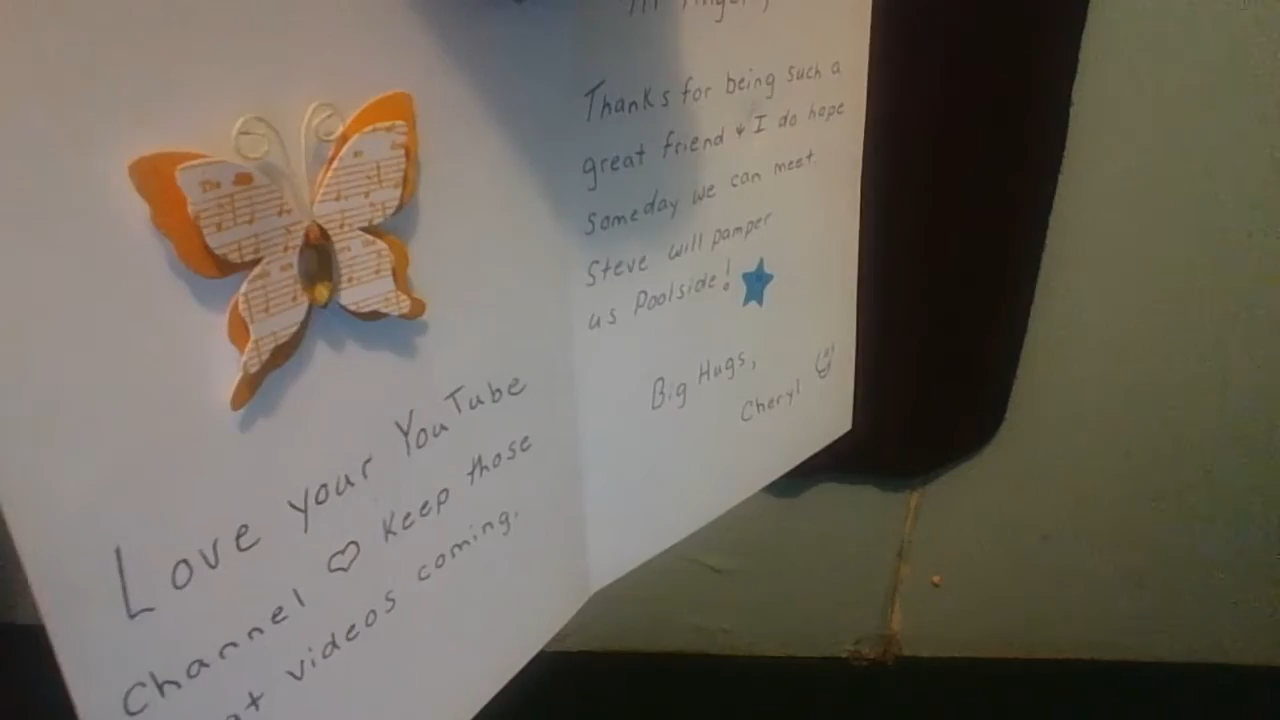 Love your YouTube
Channel ♡ Keep those
videos coming.
Thanks for being such a
great friend & I do hope
Someday we can meet.
Steve will pamper
us Poolside!
Big Hugs,
Cheryl